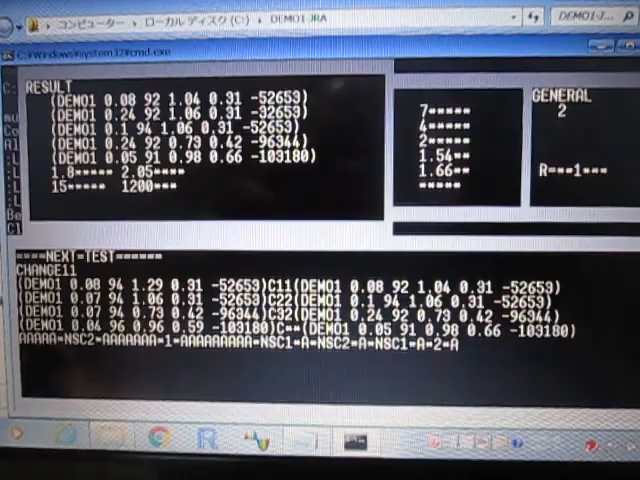 コンピューター ▸ ローカル ディスク (C:) ▸ DEMO1-JRA
DEMO1-J...
C:¥Windows¥system32¥cmd.exe
RESULT
(DEMO1 0.08 92 1.04 0.31 -52653)
(DEMO1 0.24 92 1.06 0.31 -32653)
(DEMO1 0.1 94 1.06 0.31 -52653)
(DEMO1 0.24 92 0.73 0.42 -96344)
(DEMO1 0.05 91 0.98 0.66 -103180)
1.8===== 2.05====
15===== 1200===
7=====
4=====
2=====
1.54==
1.66==
=====
GENERAL
2
R===1===
====NEXT=TEST======
CHANGE11
(DEMO1 0.08 94 1.29 0.31 -52653)C11(DEMO1 0.08 92 1.04 0.31 -52653)
(DEMO1 0.07 94 1.06 0.31 -52653)C22(DEMO1 0.1 94 1.06 0.31 -52653)
(DEMO1 0.07 94 0.73 0.42 -96344)C32(DEMO1 0.24 92 0.73 0.42 -96344)
(DEMO1 0.04 96 0.96 0.59 -103180)C==(DEMO1 0.05 91 0.98 0.66 -103180)
AAAAA=NSC2=AAAAAAA=1=AAAAAAAAA=NSC1=A=NSC2=A=NSC1=A=2=A